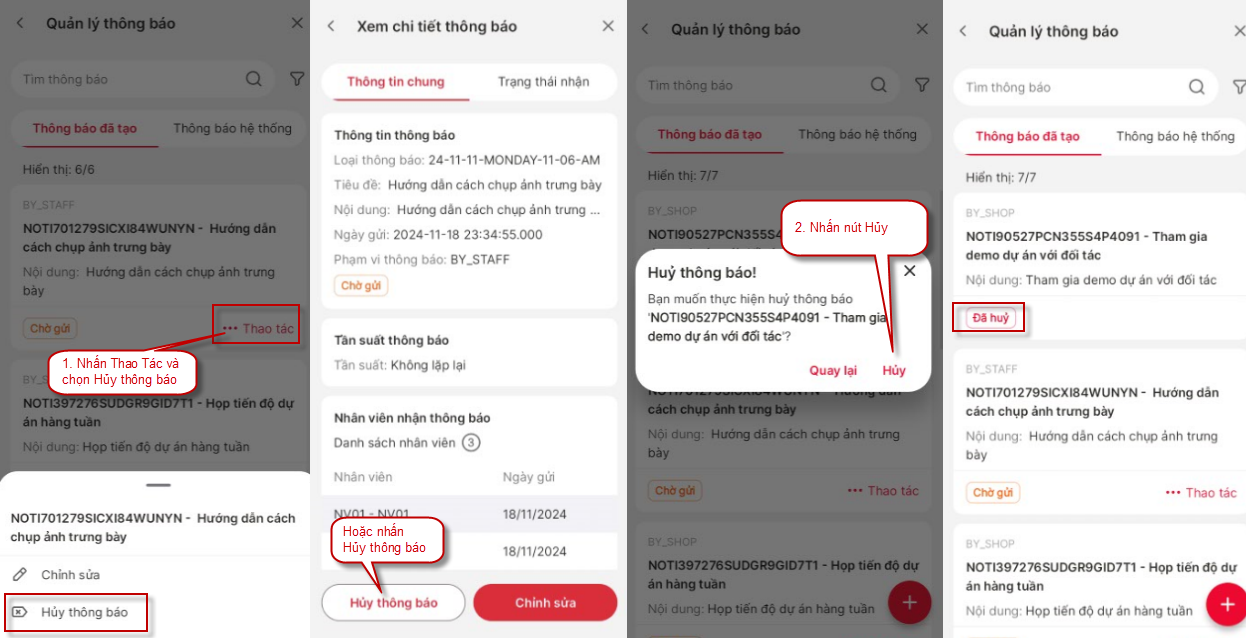 Quản lý thông báo
Tìm thông báo
Thông báo đã tạo
Thông báo hệ thống
Hiển thị: 6/6
BY_STAFF
NOTI701279SICXI84WUNYN - Hướng dẫn
cách chụp ảnh trưng bày
Nội dung: Hướng dẫn cách chụp ảnh trưng
bày
Chờ gửi
Thao tác
1. Nhấn Thao Tác và
chọn Hủy thông báo
NOTI397276SUDGR9GID7T1 - Họp tiến độ dự
án hàng tuần
Nội dung: Họp tiến độ dự án hàng tuần
NOTI701279SICXI84WUNYN - Hướng dẫn cách
chụp ảnh trưng bày
Chỉnh sửa
Hủy thông báo
Xem chi tiết thông báo
Thông tin chung
Trạng thái nhận
Thông tin thông báo
Loại thông báo: 24-11-11-MONDAY-11-06-AM
Tiêu đề: Hướng dẫn cách chụp ảnh trưng bày
Nội dung: Hướng dẫn cách chụp ảnh trưng ...
Ngày gửi: 2024-11-18 23:34:55.000
Phạm vi thông báo: BY_STAFF
Chờ gửi
Tần suất thông báo
Tần suất: Không lặp lại
Nhân viên nhận thông báo
Danh sách nhân viên 3
Nhân viên
Ngày gửi
NV01 - NV01
18/11/2024
Hoặc nhấn
Hủy thông báo
18/11/2024
Hủy thông báo
Chỉnh sửa
Quản lý thông báo
Tìm thông báo
Thông báo đã tạo
Thông báo hệ thống
Hiển thị: 7/7
BY_SHOP
NOTI90527PCN355S4
2. Nhấn nút Hủy
Huỷ thông báo!
Bạn muốn thực hiện huỷ thông báo
'NOTI90527PCN355S4P4091 - Tham gia
demo dự án với đối tác'?
Quay lại
Hủy
cách chụp ảnh trưng bày
Nội dung: Hướng dẫn cách chụp ảnh trưng
bày
Chờ gửi
Thao tác
BY_SHOP
NOTI397276SUDGR9GID7T1 - Họp tiến độ dự
án hàng tuần
Nội dung: Họp tiến độ dự án hàng tuần
Quản lý thông báo
Tìm thông báo
Thông báo đã tạo
Thông báo hệ thống
Hiển thị: 7/7
BY_SHOP
NOTI90527PCN355S4P4091 - Tham gia
demo dự án với đối tác
Nội dung: Tham gia demo dự án với đối tác
Đã huỷ
BY_STAFF
NOTI701279SICXI84WUNYN - Hướng dẫn
cách chụp ảnh trưng bày
Nội dung: Hướng dẫn cách chụp ảnh trưng
bày
Chờ gửi
Thao tác
BY_SHOP
NOTI397276SUDGR9GID7T1 - Họp tiến độ dự
án hàng tuần
Nội dung: Họp tiến độ dự án hàng tuần